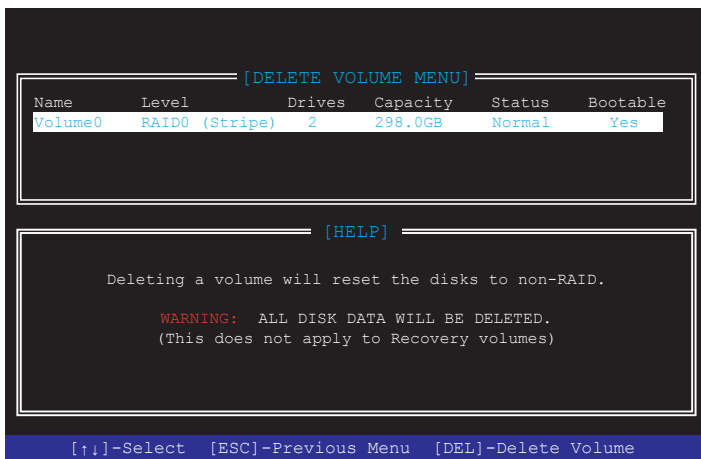 [DELETE VOLUME MENU]
Name Level Drives Capacity Status Bootable
Volume0 RAID0 (Stripe) 2 298.0GB Normal Yes
[HELP]
Deleting a volume will reset the disks to non-RAID.
WARNING: ALL DISK DATA WILL BE DELETED.
(This does not apply to Recovery volumes)
[↑↓]-Select [ESC]-Previous Menu [DEL]-Delete Volume